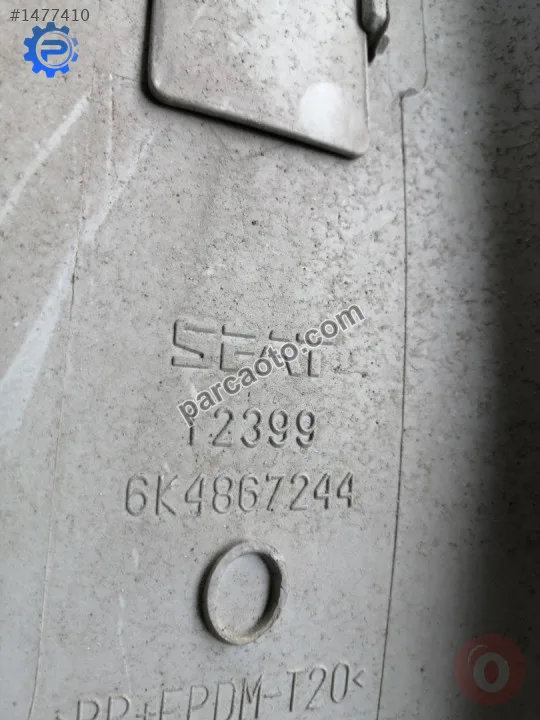 #1477410
SEAT
parcaoto.com
12399
6K4867244
>PP+EPDM-T20<